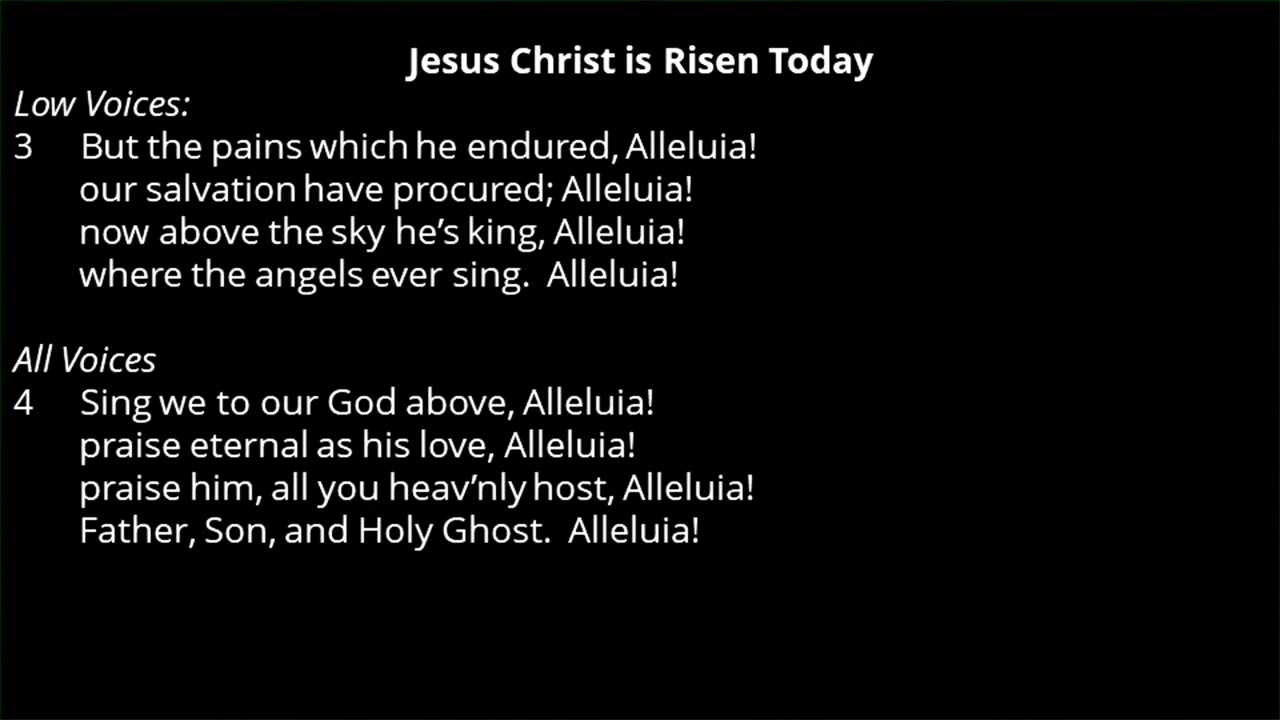 Jesus Christ is Risen Today
Low Voices:
3 But the pains which he endured, Alleluia!
our salvation have procured; Alleluia!
now above the sky he’s king, Alleluia!
where the angels ever sing. Alleluia!
All Voices
4 Sing we to our God above, Alleluia!
praise eternal as his love, Alleluia!
praise him, all you heav’nly host, Alleluia!
Father, Son, and Holy Ghost. Alleluia!